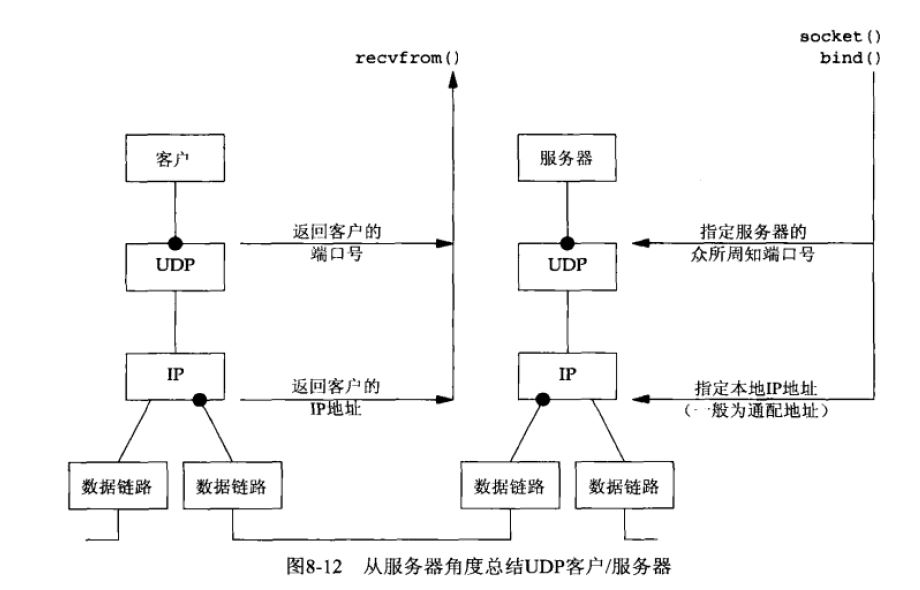 socket()
bind()
recvfrom()
客户
服务器
返回客户的
端口号
指定服务器的
众所周知端口号
UDP
UDP
IP
IP
返回客户的
IP地址
指定本地IP地址
（一般为通配地址）
数据链路
数据链路
数据链路
数据链路
图8-12 从服务器角度总结UDP客户/服务器